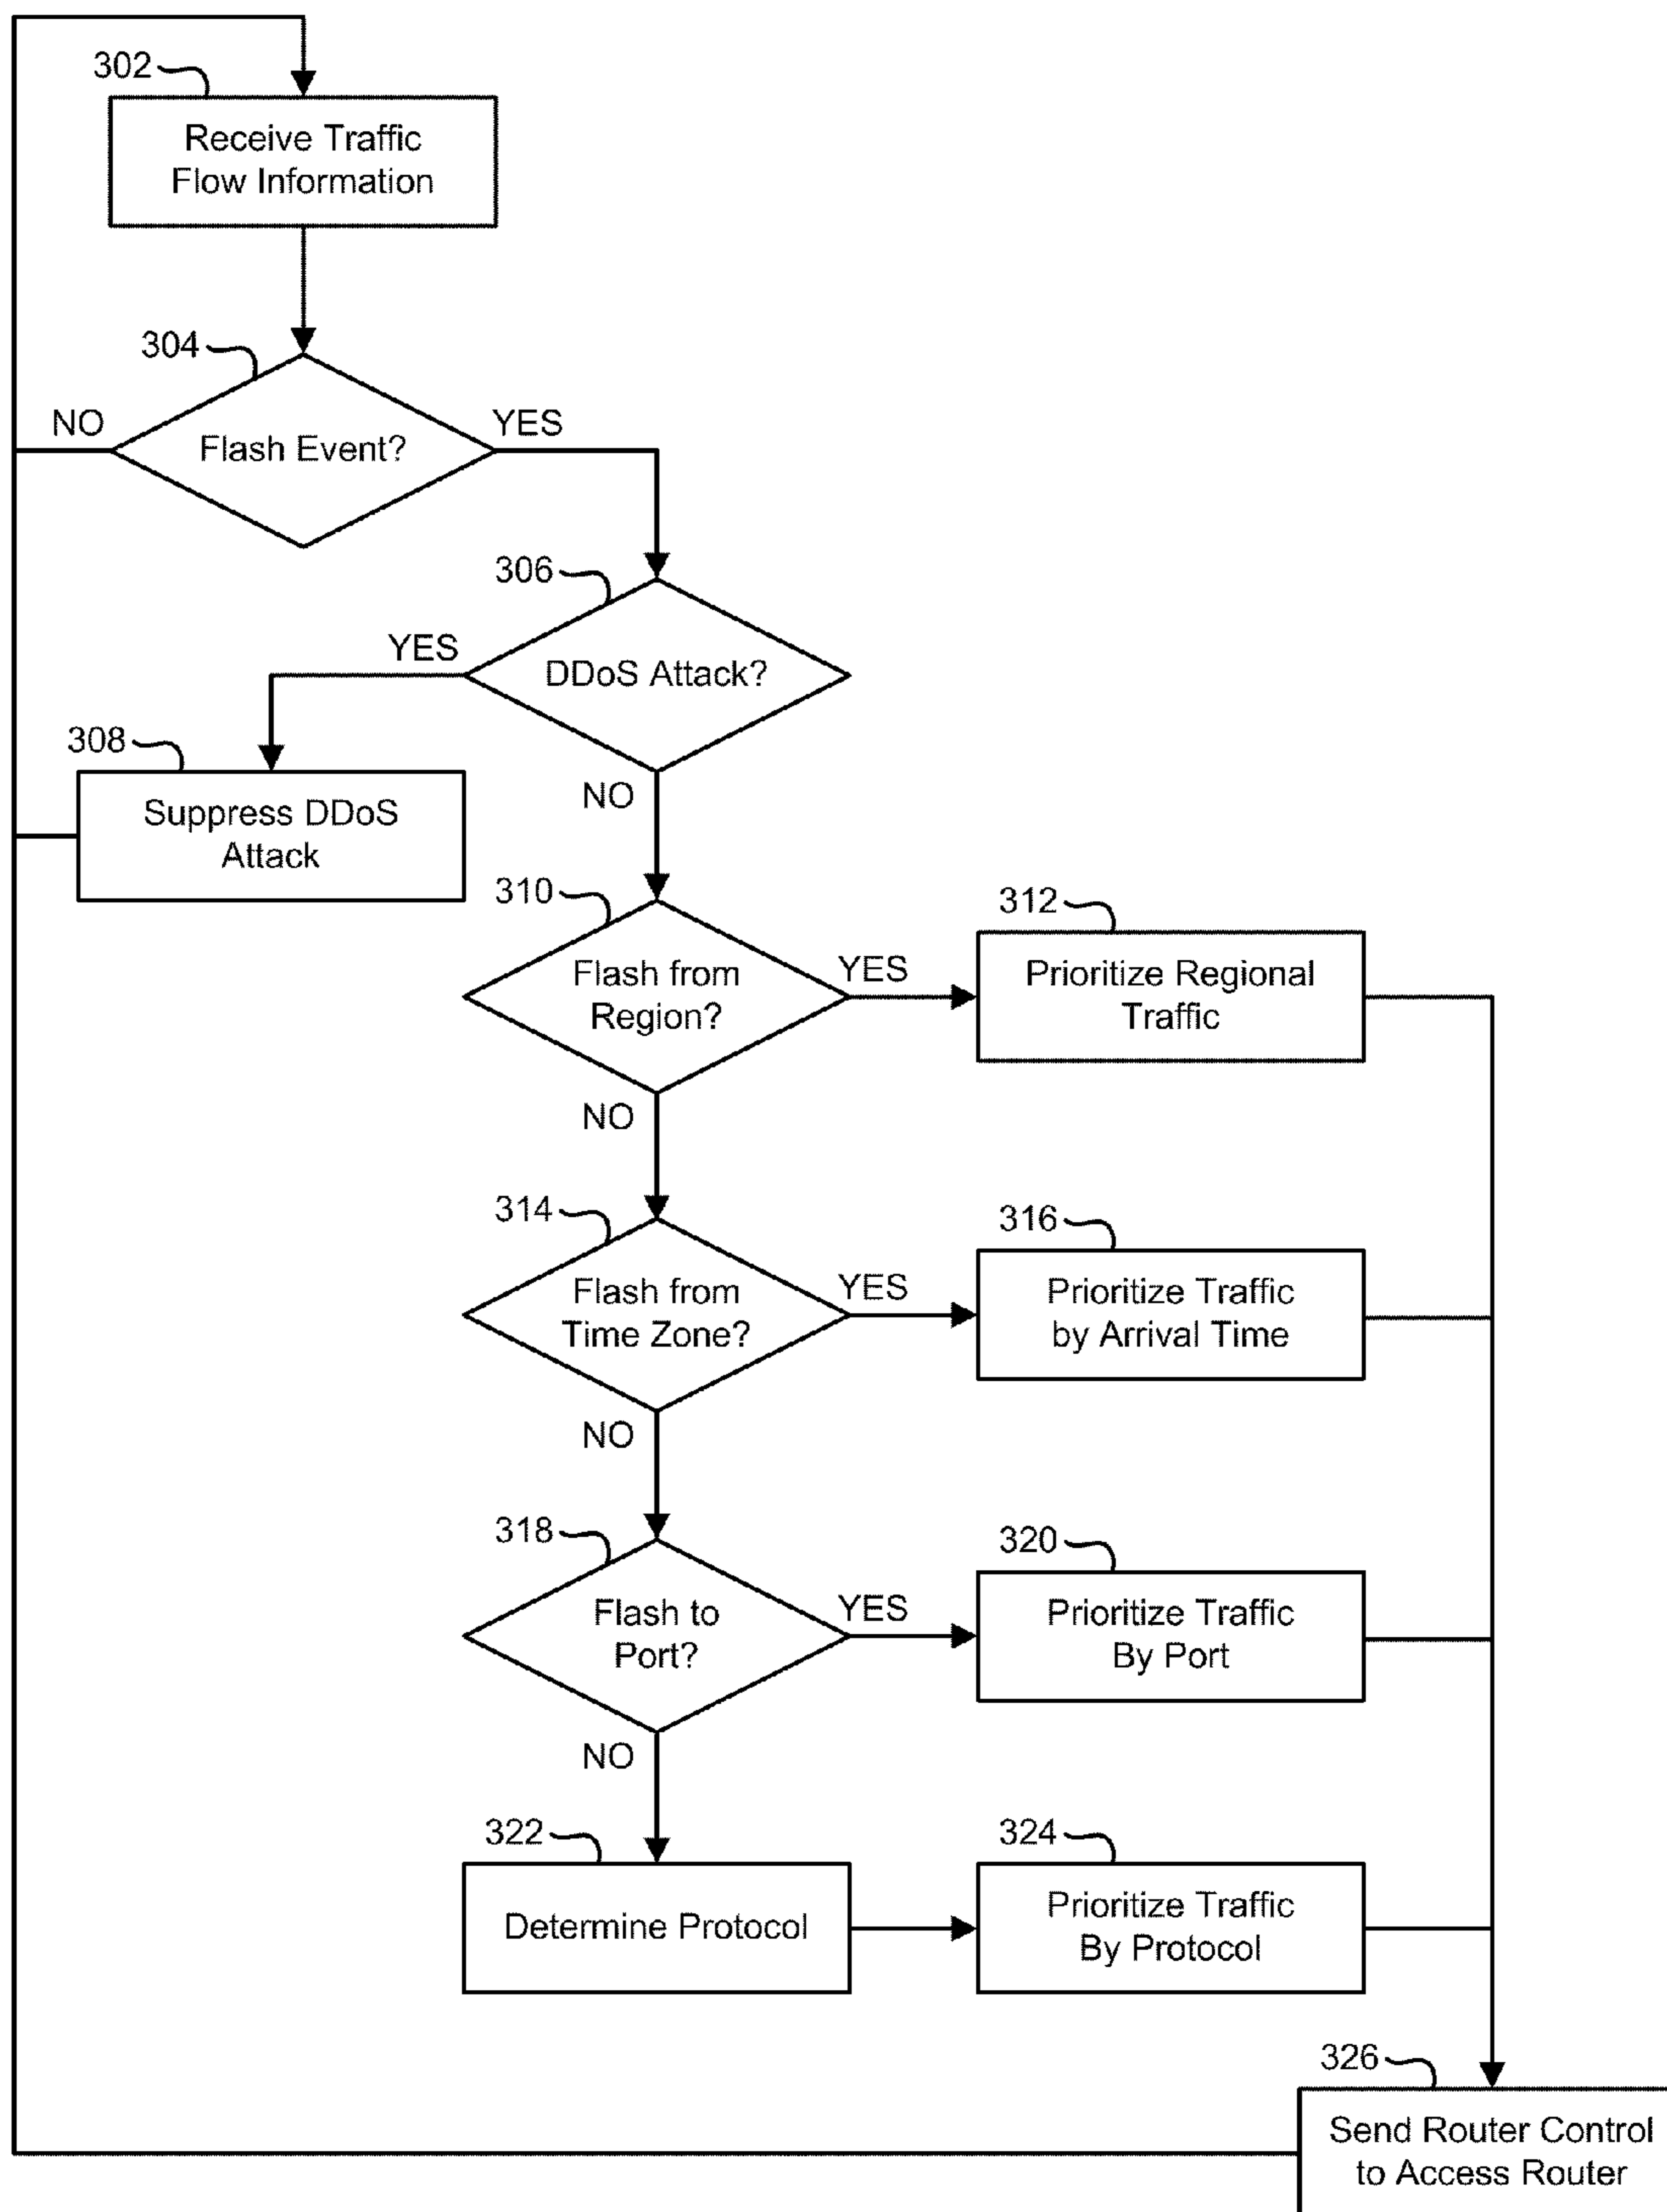 302
Receive Traffic
Flow Information
304
NO
YES
Flash Event?
306
YES
DDoS Attack?
308
NO
Suppress DDoS
Attack
310
312
Flash from
Region?
YES
Prioritize Regional
Traffic
NO
314
316
Flash from
Time Zone?
YES
Prioritize Traffic
by Arrival Time
NO
318
320
Flash to
Port?
YES
Prioritize Traffic
By Port
NO
322
324
Determine Protocol
Prioritize Traffic
By Protocol
326
Send Router Control
to Access Router